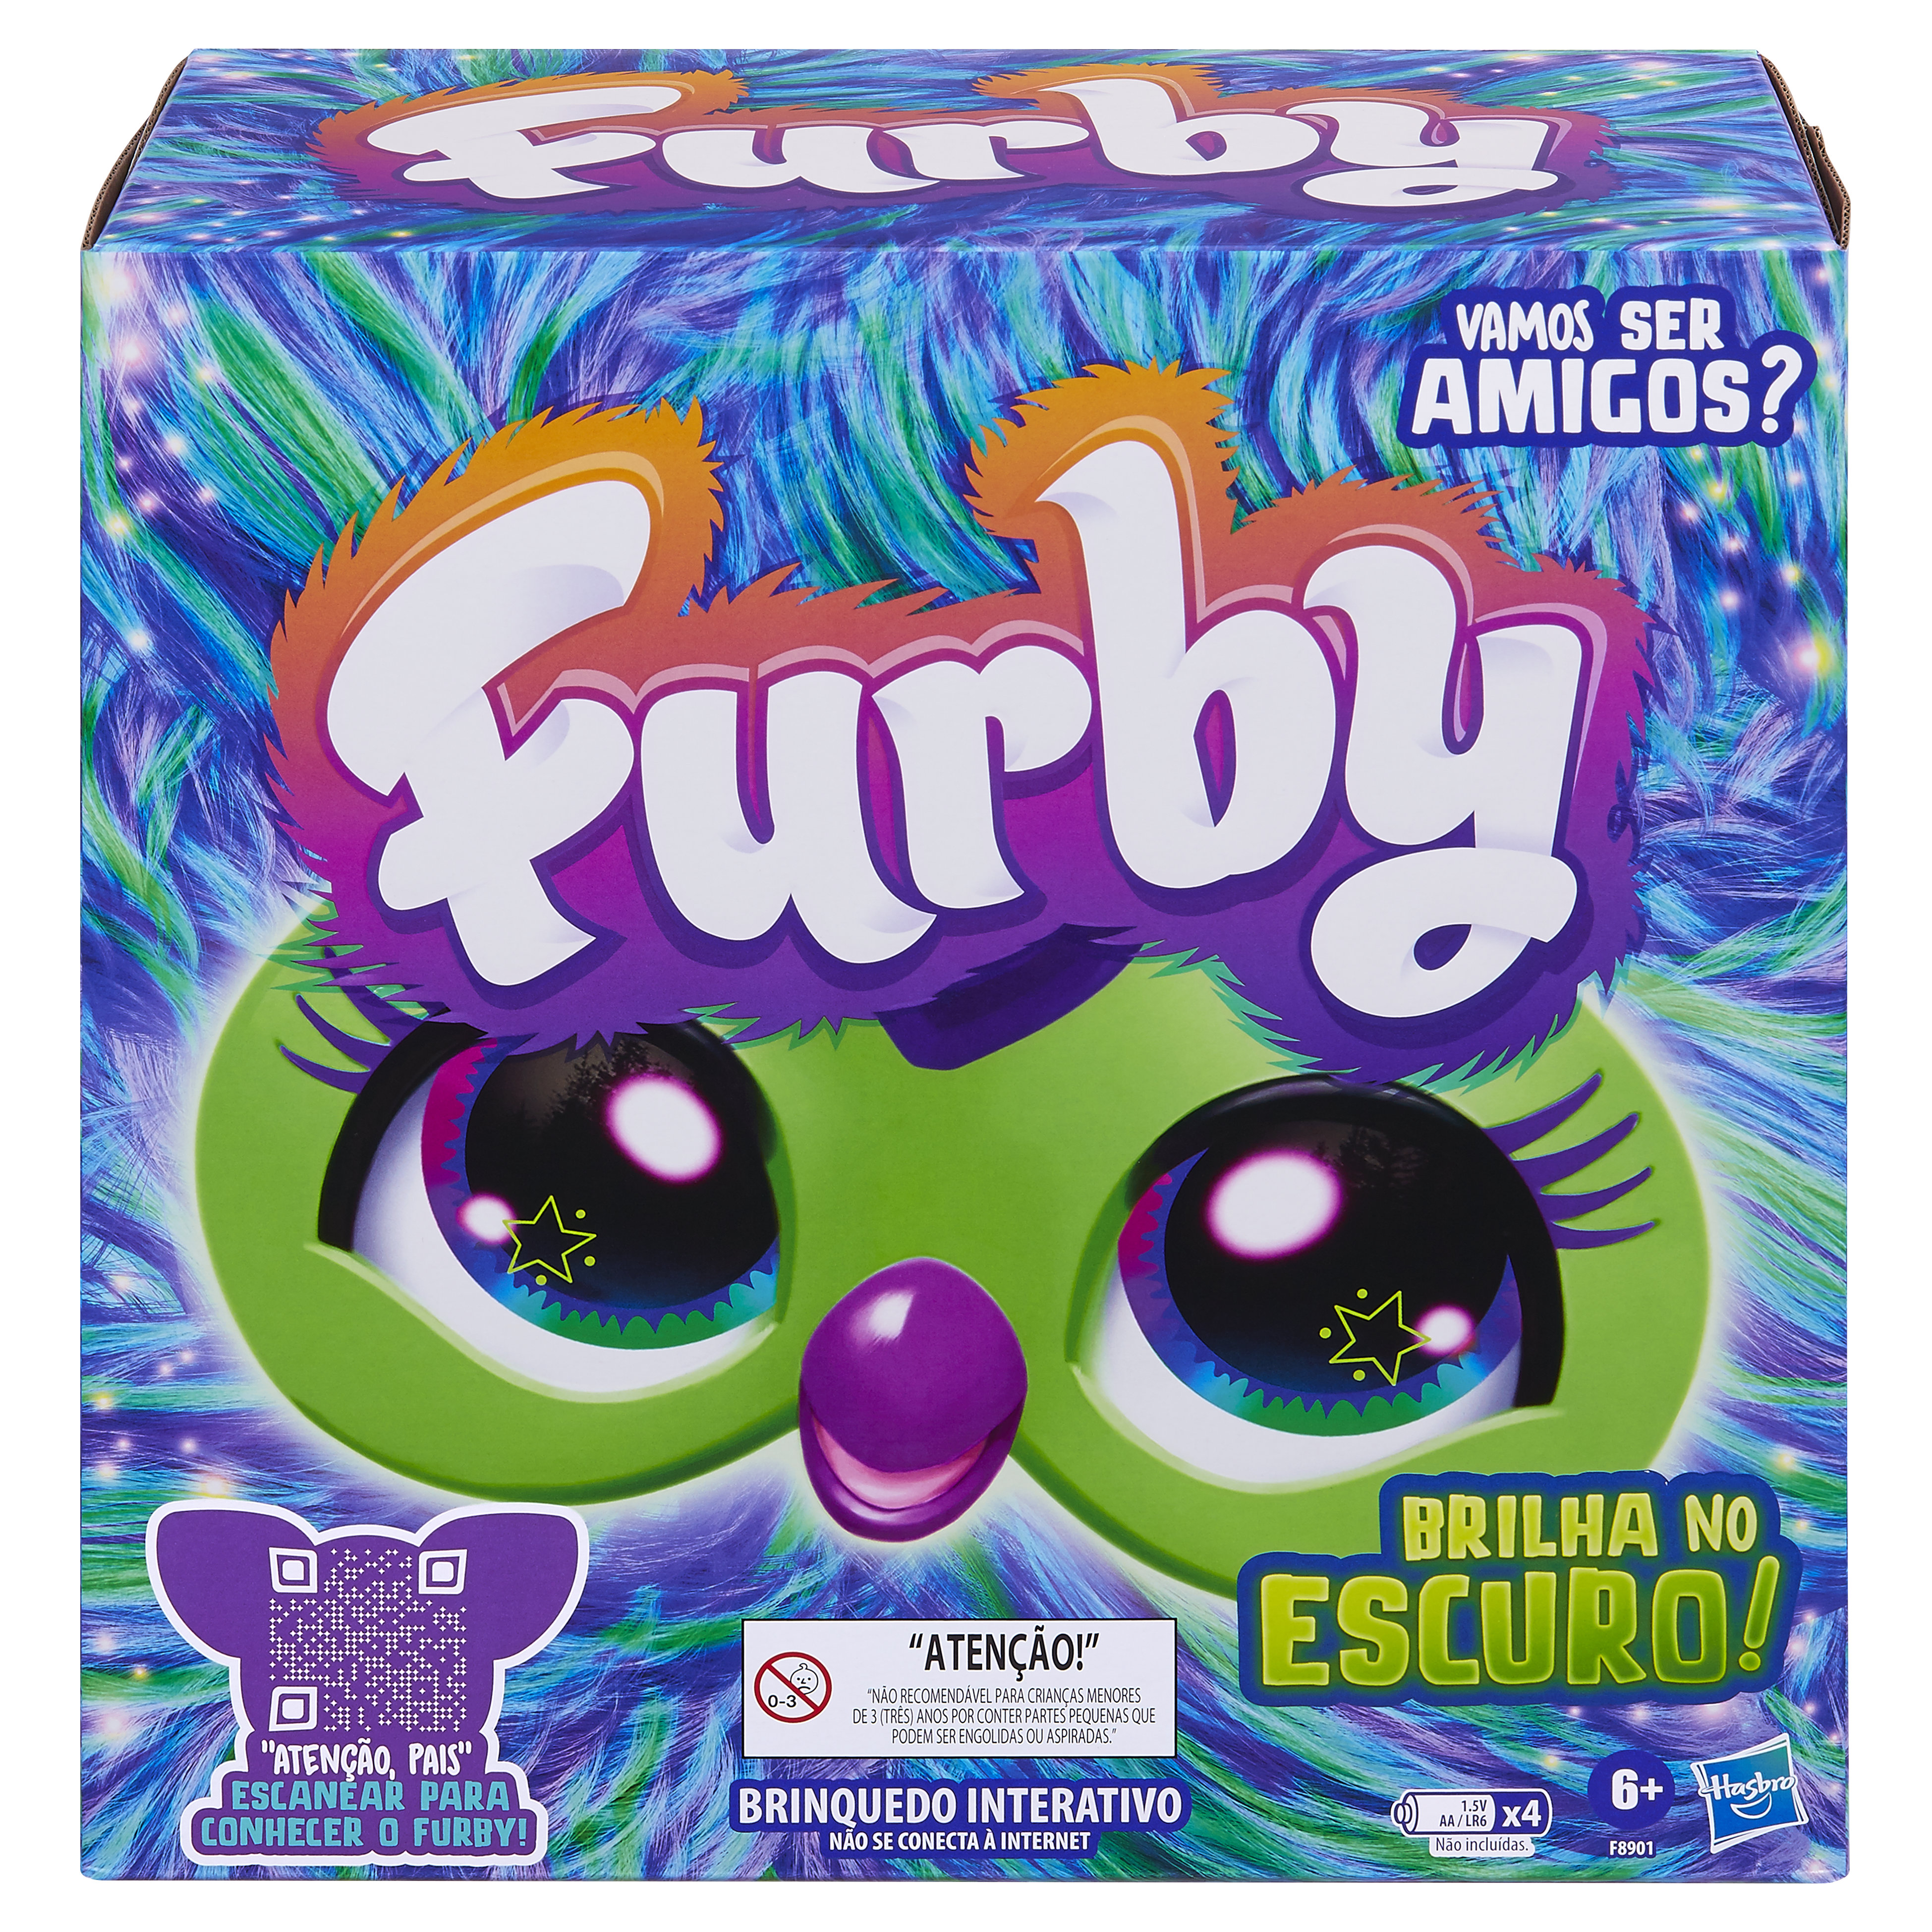 Furby
VAMOS SER
AMIGOS?
Furby
BRILHA NO
ESCURO!
"ATENÇÃO, PAIS"
ESCANEAR PARA
CONHECER O FURBY!
0-3
“ATENÇÃO!”
“NÃO RECOMENDÁVEL PARA CRIANÇAS MENORES
DE 3 (TRÊS) ANOS POR CONTER PARTES PEQUENAS QUE
PODEM SER ENGOLIDAS OU ASPIRADAS.”
BRINQUEDO INTERATIVO
NÃO SE CONECTA À INTERNET
1.5V
AA / LR6 x4
Não incluídas.
6+
F8901
Hasbro